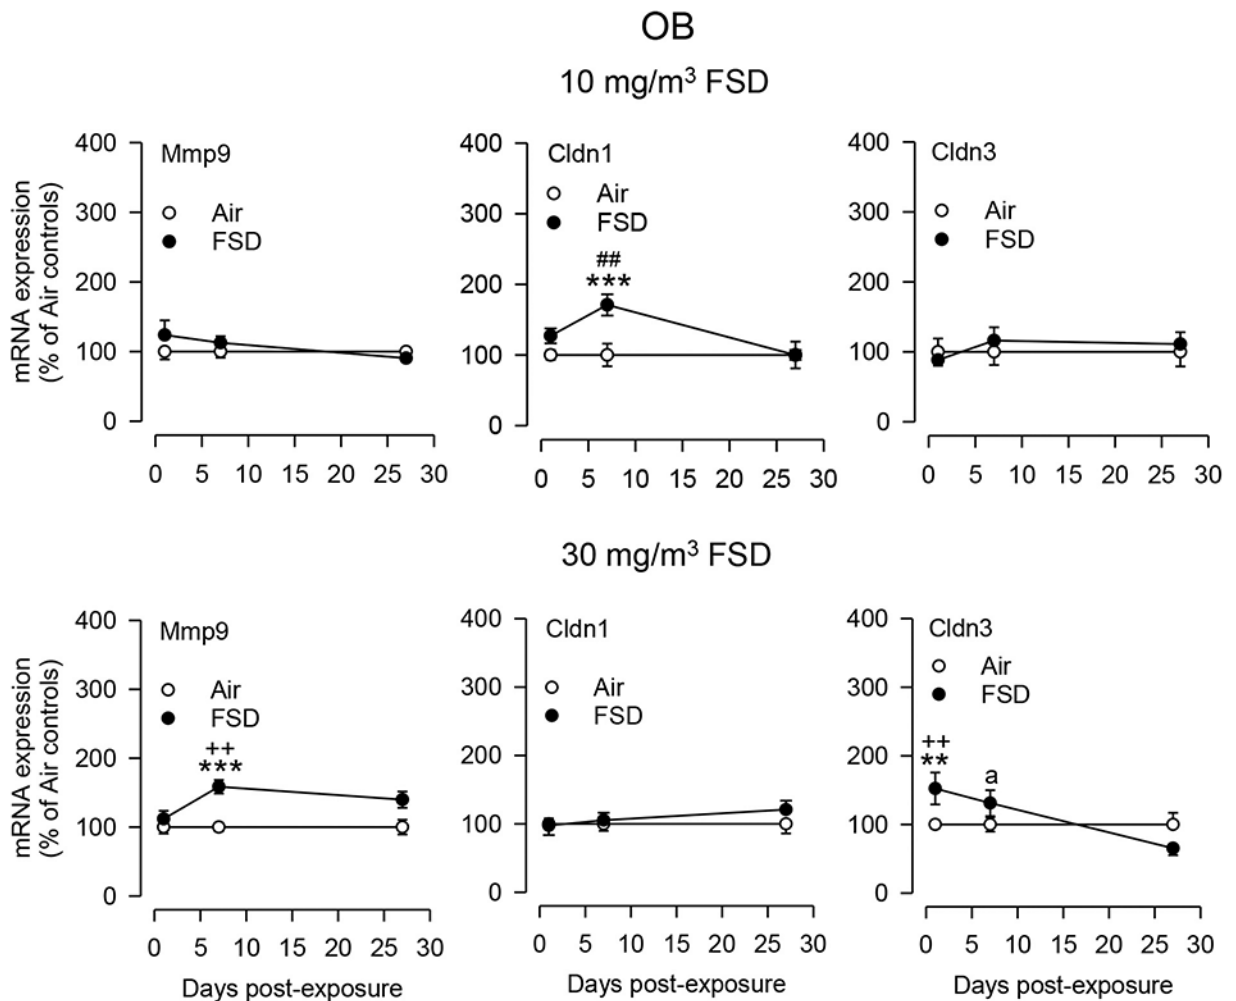 OB
10 mg/m³ FSD
mRNA expression
(% of Air controls)
400
300
200
100
0
Mmp9
Air
FSD
0 5 10 15 20 25 30
400
300
200
100
0
Cldn1
Air
FSD
##
***
0 5 10 15 20 25 30
400
300
200
100
0
Cldn3
Air
FSD
0 5 10 15 20 25 30
30 mg/m³ FSD
mRNA expression
(% of Air controls)
400
300
200
100
0
Mmp9
Air
FSD
++
***
0 5 10 15 20 25 30
Days post-exposure
400
300
200
100
0
Cldn1
Air
FSD
0 5 10 15 20 25 30
Days post-exposure
400
300
200
100
0
Cldn3
Air
FSD
++
**
a
0 5 10 15 20 25 30
Days post-exposure